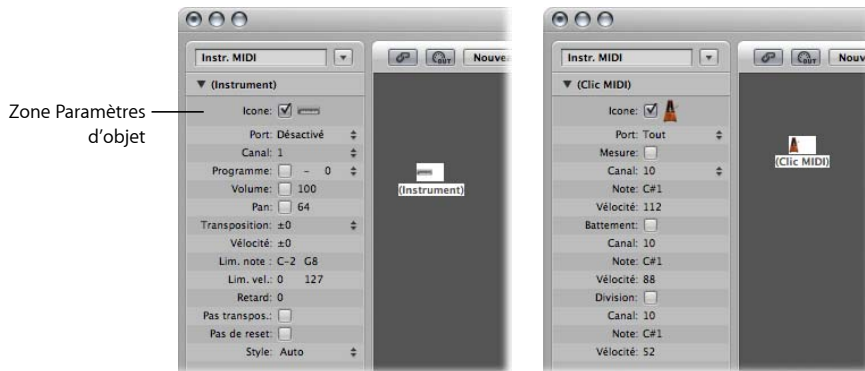 Zone Paramètres
d'objet
Instr. MIDI
(Instrument)
Icone:
Port: Désactivé
Canal: 1
Programme: - 0
Volume: 100
Pan: 64
Transposition: ±0
Vélocité: ±0
Lim. note : C-2 G8
Lim. vel.: 0 127
Retard: 0
Pas transpos.:
Pas de reset:
Style: Auto
OUT
Nouve
(Instrument)
Instr. MIDI
(Clic MIDI)
Icone:
Port: Tout
Mesure:
Canal: 10
Note: C#1
Vélocité: 112
Battement:
Canal: 10
Note: C#1
Vélocité: 88
Division:
Canal: 10
Note: C#1
Vélocité: 52
OUT
Nouv
(Clic MIDI)